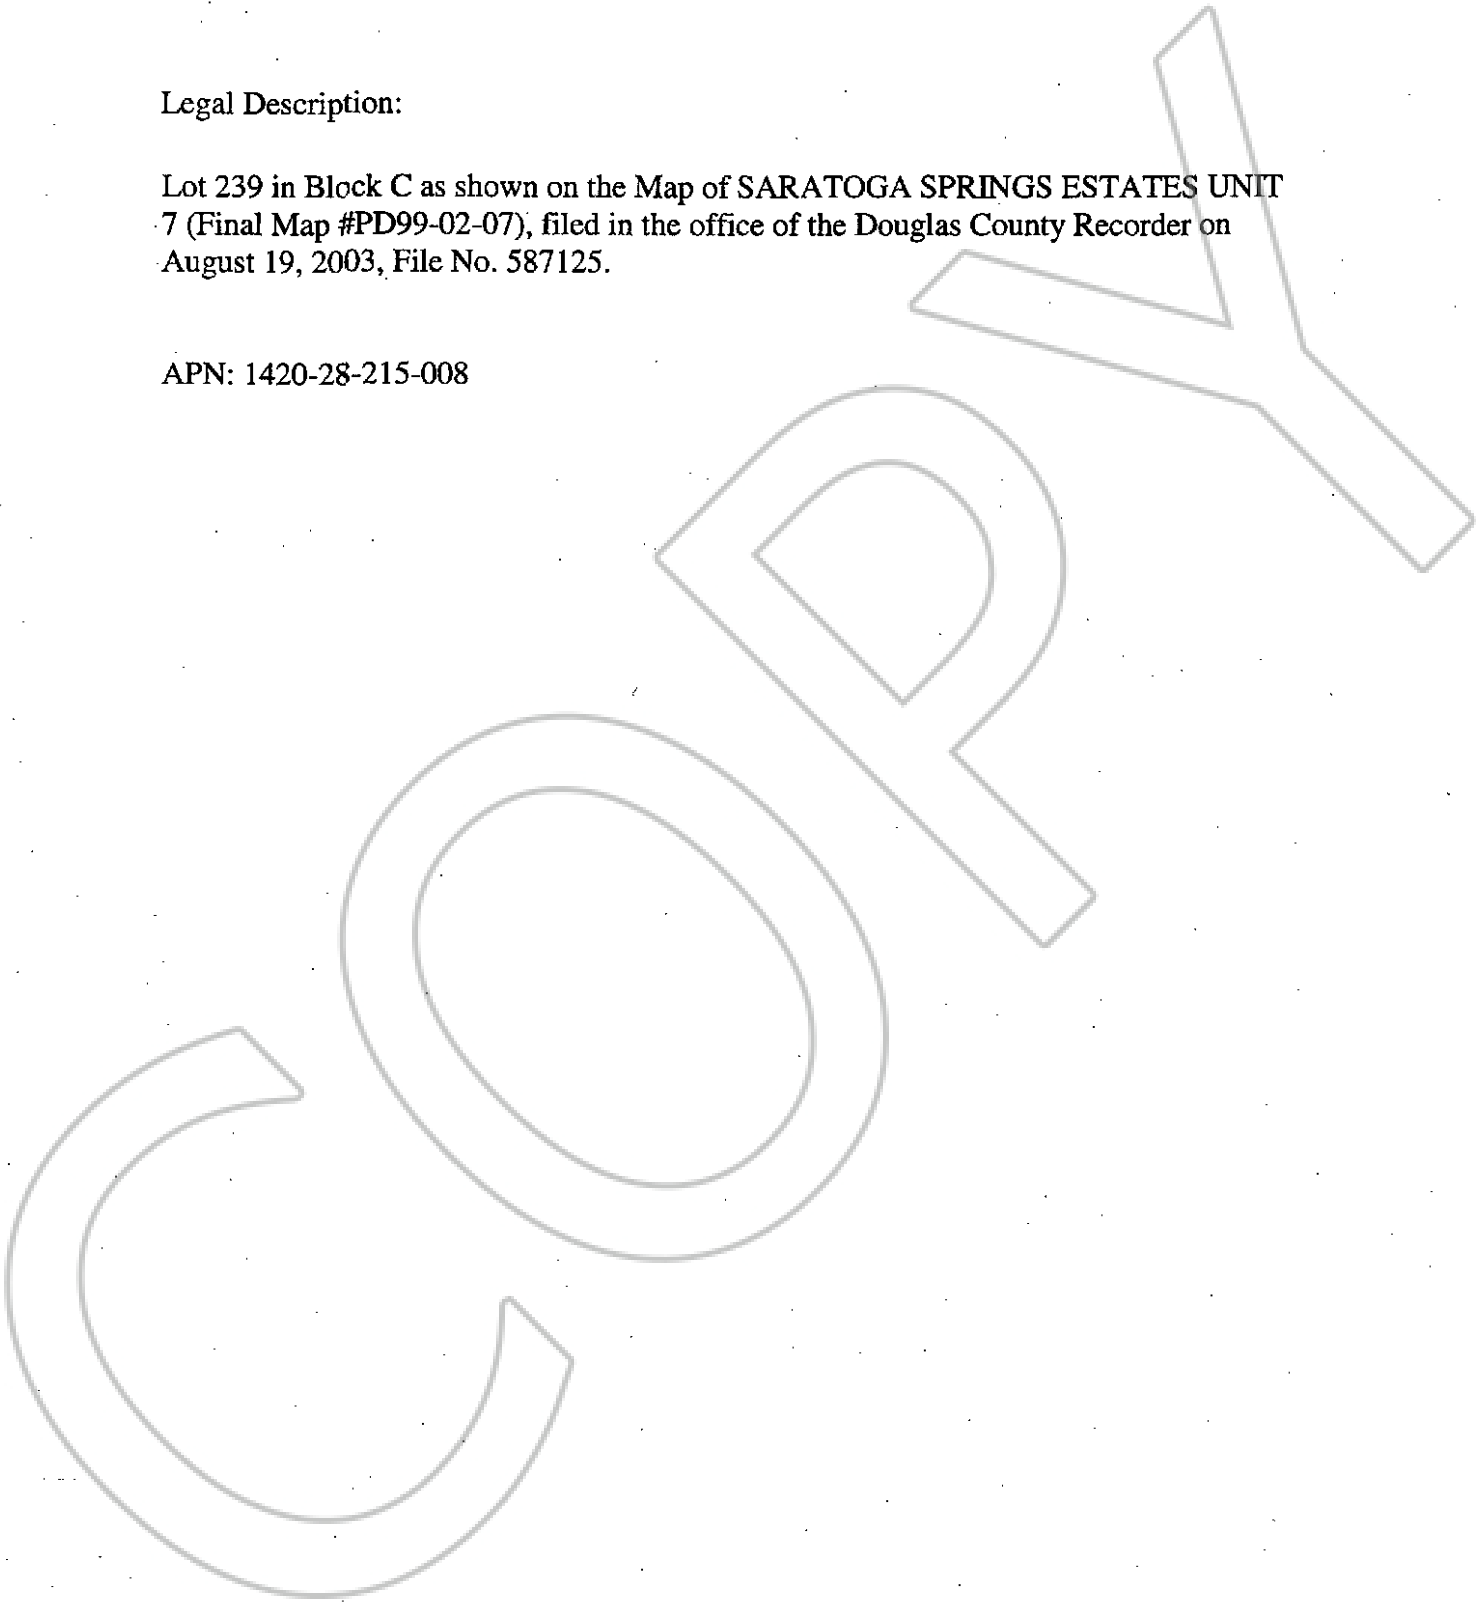 Legal Description:
Lot 239 in Block C as shown on the Map of SARATOGA SPRINGS ESTATES UNIT
7 (Final Map #PD99-02-07), filed in the office of the Douglas County Recorder on
August 19, 2003, File No. 587125.
APN: 1420-28-215-008
COPY